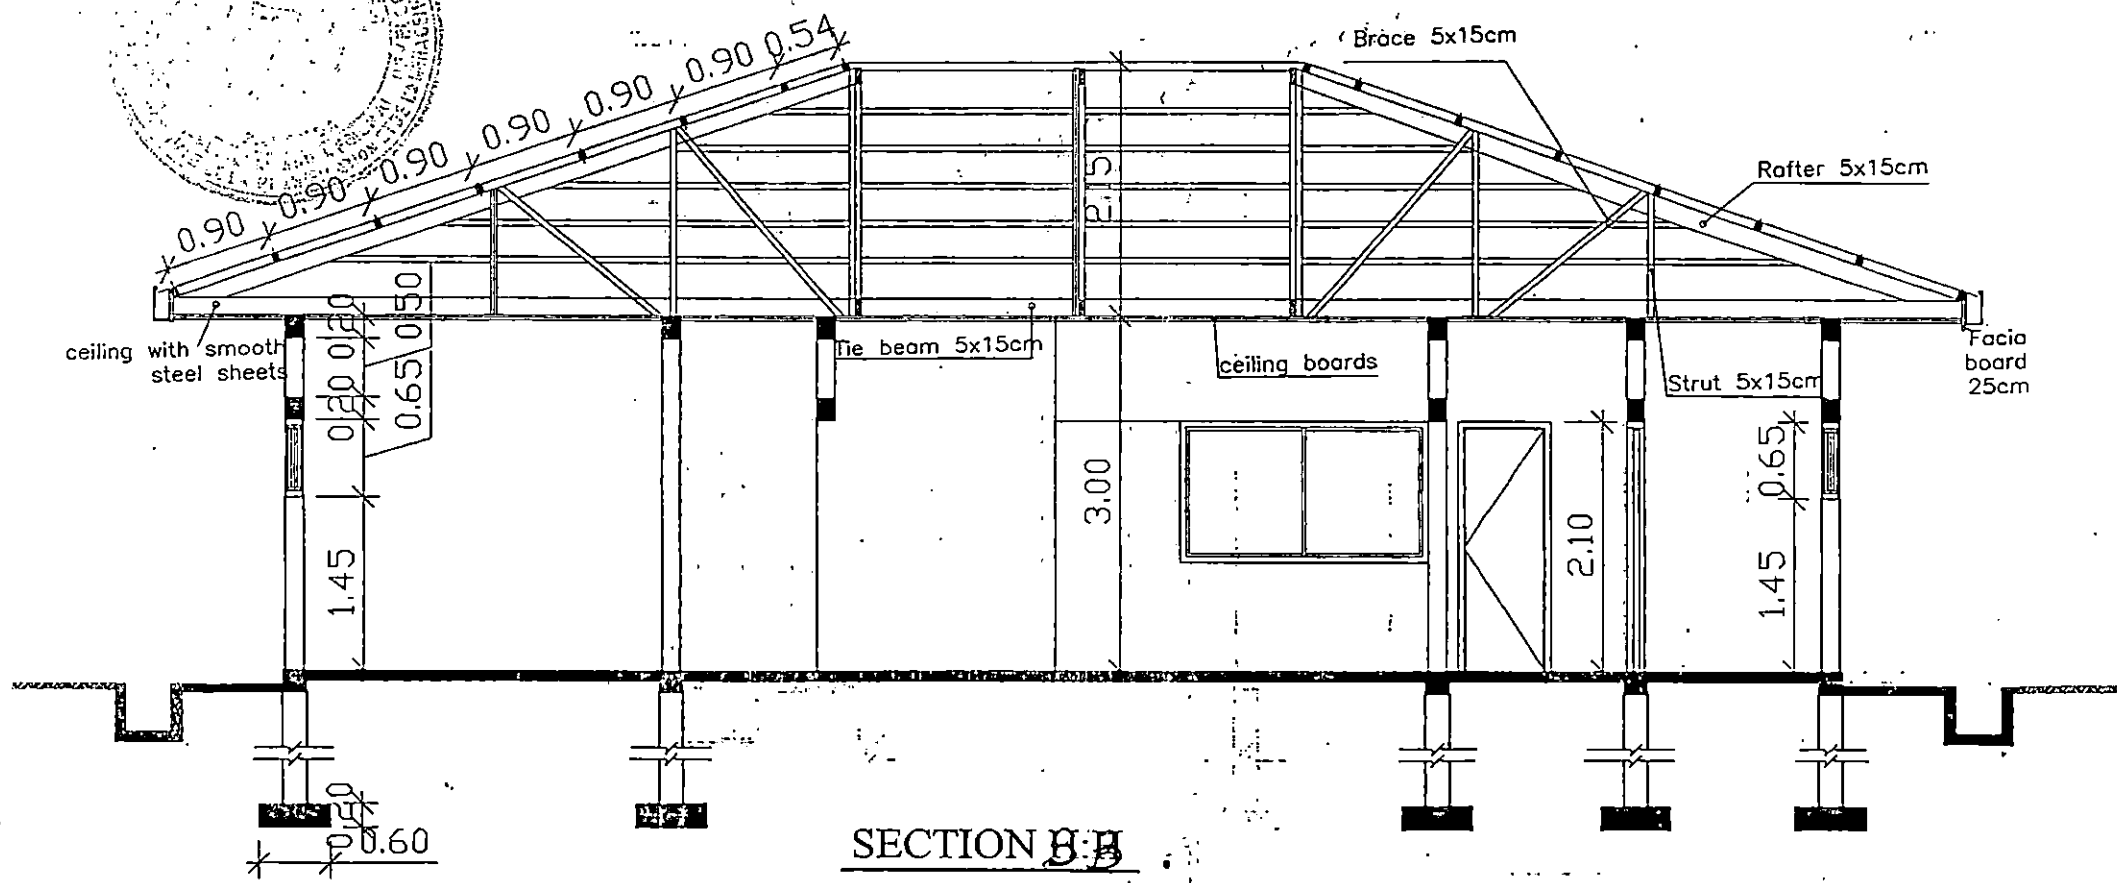 0.90 0.90 0.90 0.90 0.90 0.90 0.54
Brace 5x15cm
Rafter 5x15cm
2.15
ceiling with smooth
steel sheets
0.20
0.50
0.20
0.65
1.45
Tie beam 5x15cm
ceiling boards
Strut 5x15cm
Facia
board
25cm
3.00
2.10
0.65
1.45
0.20
0.60
SECTION B B